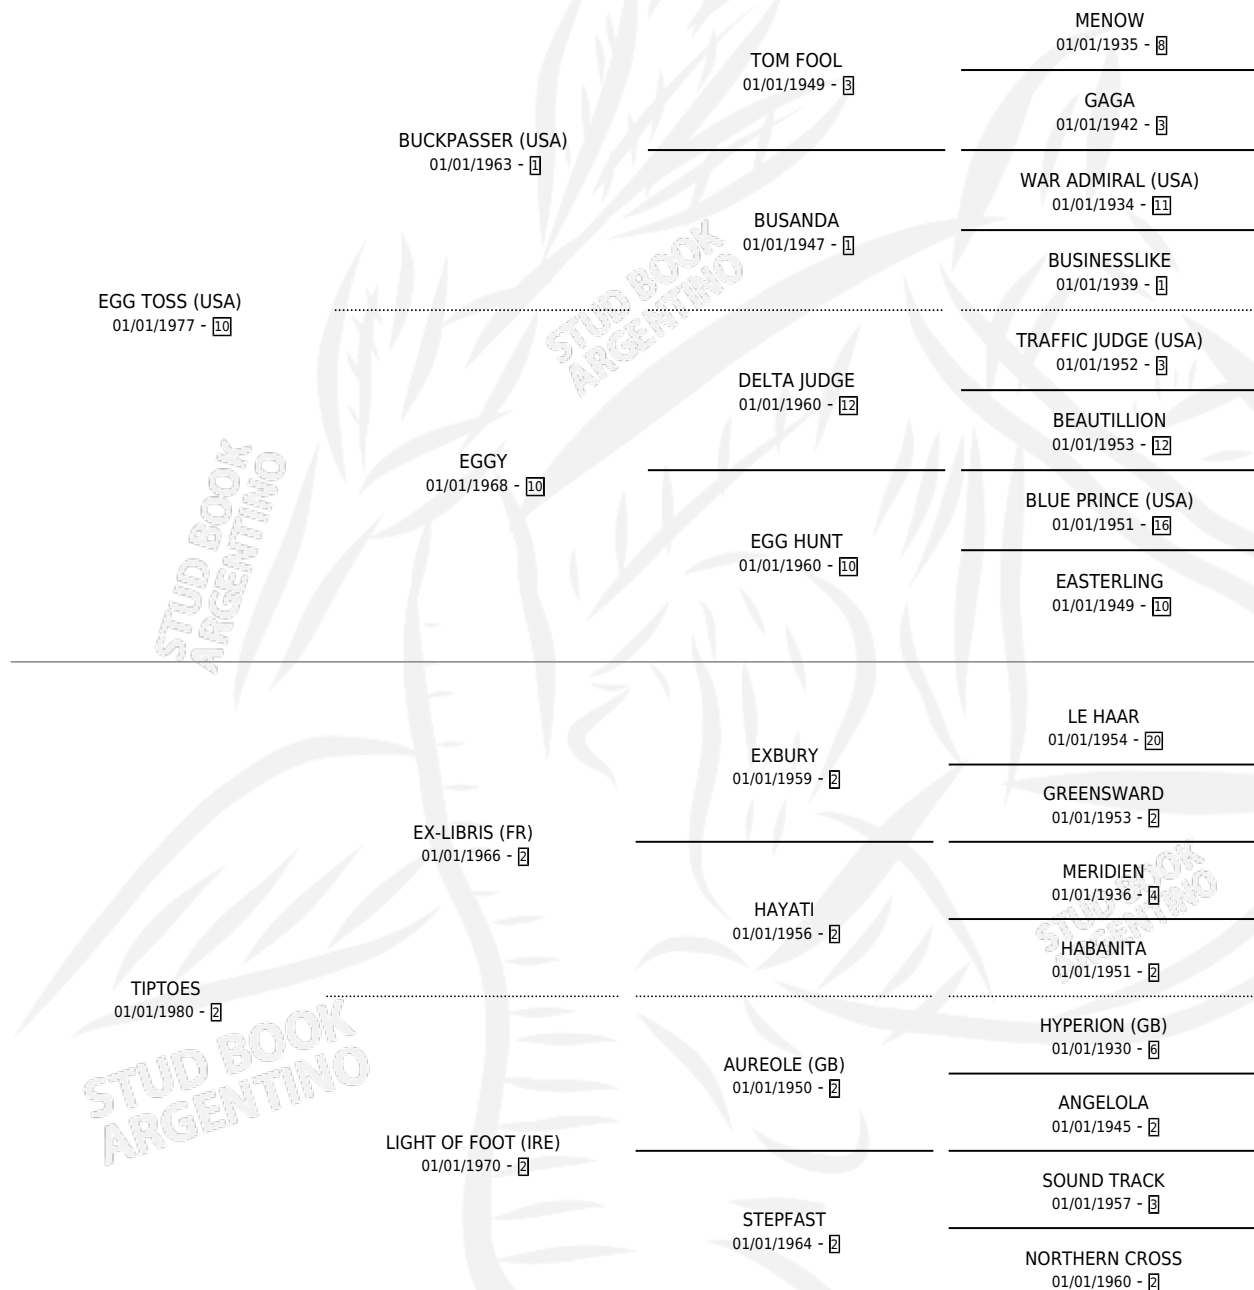 MENOW
01/01/1935 - 8
TOM FOOL
01/01/1949 - 3
GAGA
01/01/1942 - 3
BUCKPASSER (USA)
01/01/1963 - 1
WAR ADMIRAL (USA)
01/01/1934 - 11
BUSANDA
01/01/1947 - 1
BUSINESSLIKE
01/01/1939 - 1
EGG TOSS (USA)
01/01/1977 - 10
TRAFFIC JUDGE (USA)
01/01/1952 - 3
DELTA JUDGE
01/01/1960 - 12
BEAUTILLION
01/01/1953 - 12
EGGY
01/01/1968 - 10
BLUE PRINCE (USA)
01/01/1951 - 16
EGG HUNT
01/01/1960 - 10
EASTERLING
01/01/1949 - 10
LE HAAR
01/01/1954 - 20
EXBURY
01/01/1959 - 2
GREENSWARD
01/01/1953 - 2
EX-LIBRIS (FR)
01/01/1966 - 2
MERIDIEN
01/01/1936 - 4
HAYATI
01/01/1956 - 2
HABANITA
01/01/1951 - 2
TIPTOES
01/01/1980 - 2
HYPERION (GB)
01/01/1930 - 6
AUREOLE (GB)
01/01/1950 - 2
ANGELOLA
01/01/1945 - 2
LIGHT OF FOOT (IRE)
01/01/1970 - 2
SOUND TRACK
01/01/1957 - 3
STEPFAST
01/01/1964 - 2
NORTHERN CROSS
01/01/1960 - 2
STUD BOOK
ARGENTINO
STUD BOOK
ARGENTINO
STUD BOOK
ARGENTINO
STUD BOOK
ARGENTINO